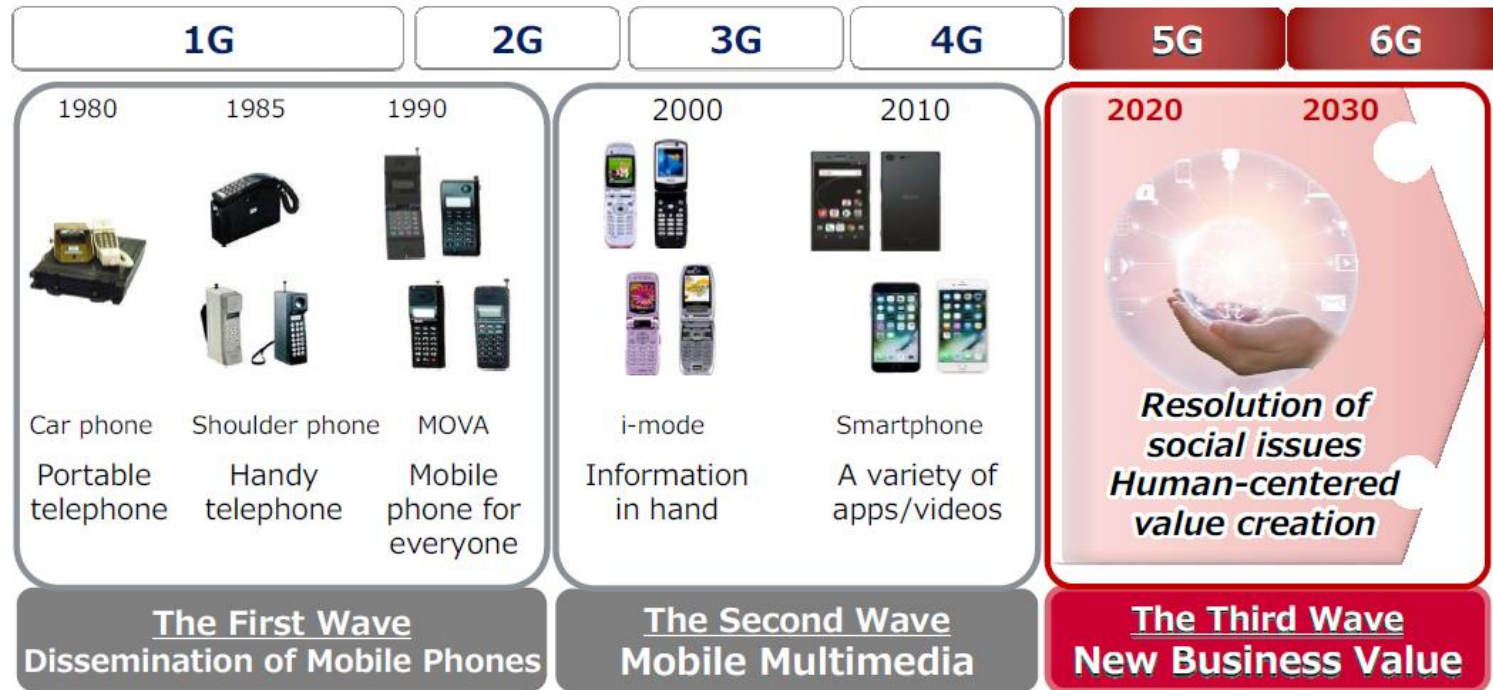 1G 2G 3G 4G 5G 6G
1980 1985 1990
Car phone Shoulder phone MOVA
Portable
telephone
Handy
telephone
Mobile
phone for
everyone
The First Wave
Dissemination of Mobile Phones
2000 2010
i-mode Smartphone
Information
in hand
A variety of
apps/videos
The Second Wave
Mobile Multimedia
2020 2030
Resolution of
social issues
Human-centered
value creation
The Third Wave
New Business Value